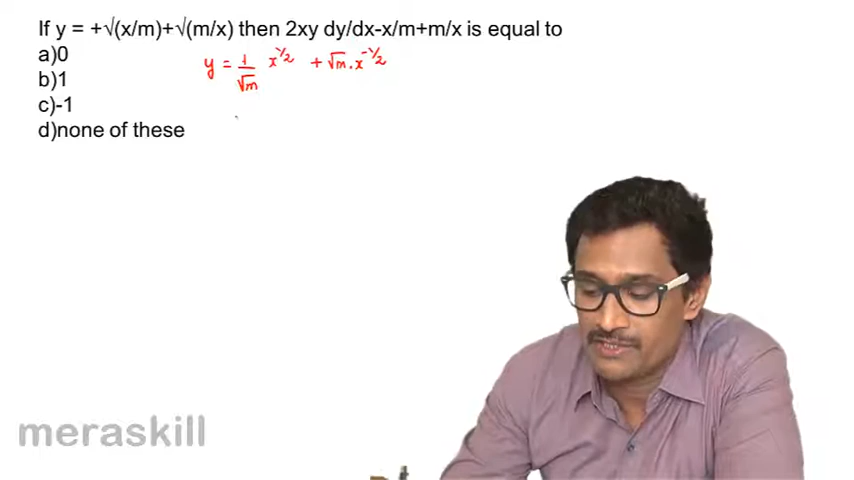 If y = +√(x/m)+√(m/x) then 2xy dy/dx-x/m+m/x is equal to
a)0
y = 1/√m x^1/2 + √m.x^-1/2
b)1
c)-1
d)none of these
meraskill